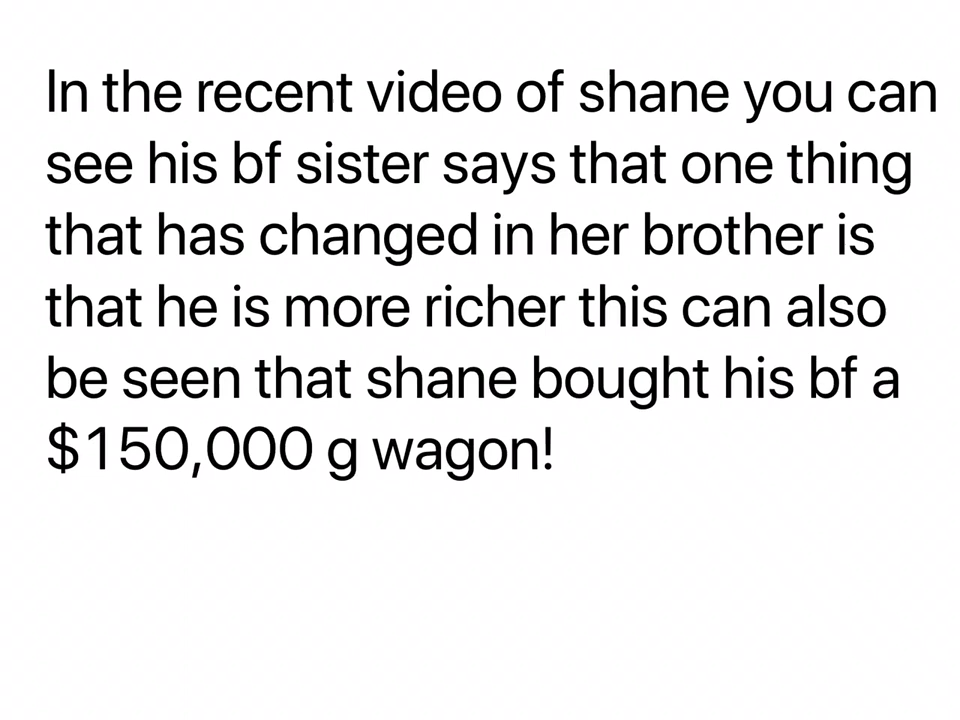 In the recent video of shane you can
see his bf sister says that one thing
that has changed in her brother is
that he is more richer this can also
be seen that shane bought his bf a
$150,000 g wagon!